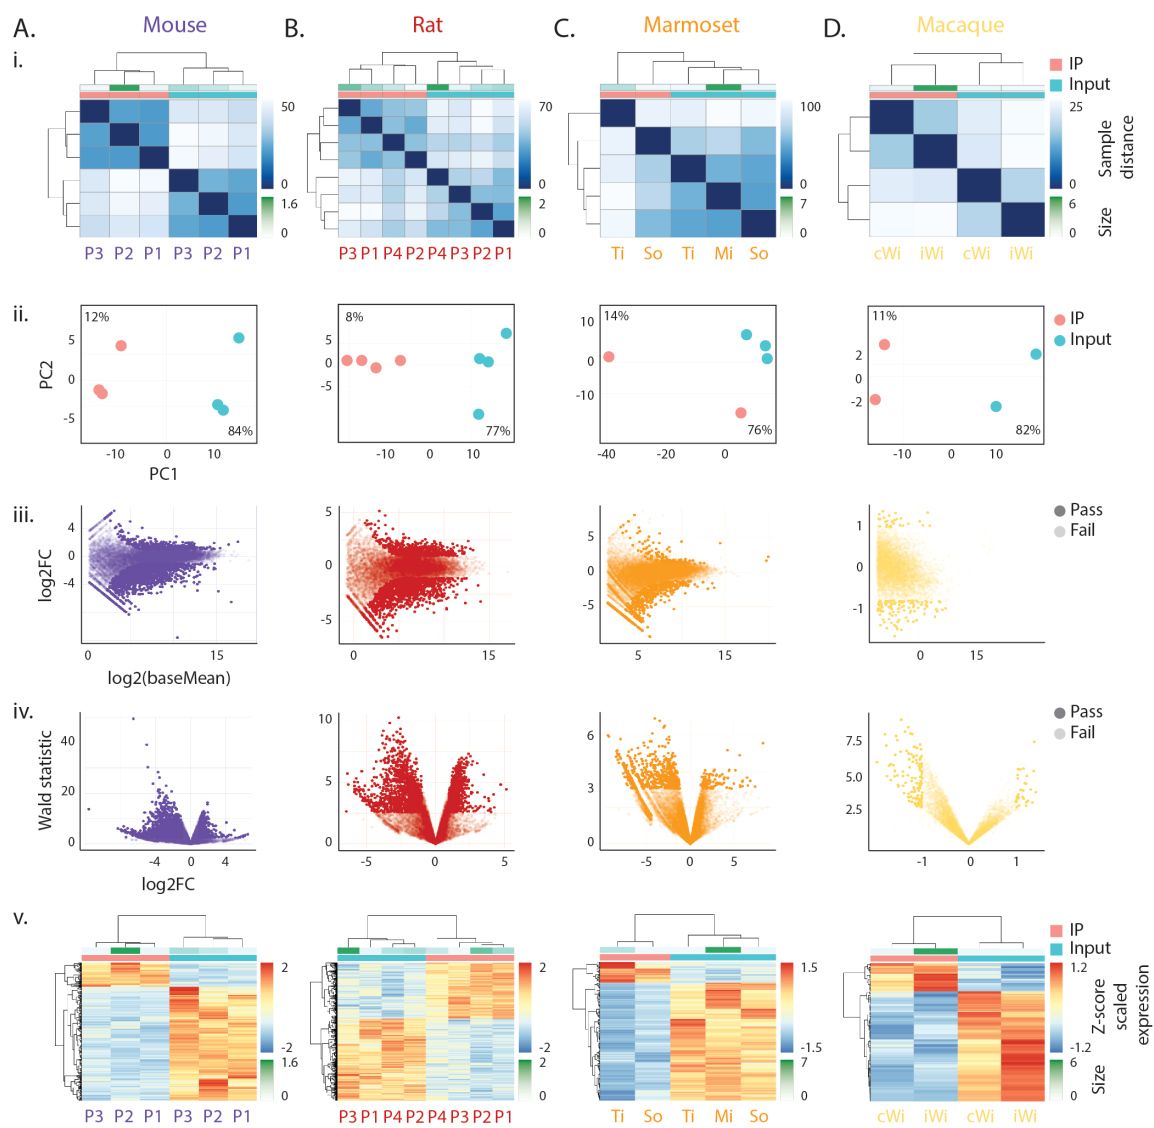 A. Mouse B. Rat C. Marmoset D. Macaque
i.
IP
Input
50 70 100 25
0 0 0 0
Sample distance
1.6 2 7 6
0 0 0 0
Size
P3 P2 P1 P3 P2 P1 P3 P1 P4 P2 P4 P3 P2 P1 Ti So Ti Mi So cWi iWi cWi iWi
ii.
12% 8% 14% 11%
IP
Input
PC2
5 0 -5
5 0 -5
10 0 -10
2 0 -2
84% 77% 76% 82%
-10 0 10 -10 0 10 -40 -20 0 -10 0 10
PC1
iii.
Pass
Fail
log2FC
4 0 -4
5 0 -5
5 0 -5
1 0 -1
0 15 0 15 5 15 0 15
log2(baseMean)
iv.
Pass
Fail
Wald statistic
40 20 0
10 5 0
6 3 0
7.5 5.0 2.5
-4 0 4 -5 0 5 -5 0 5 -1 0 1
log2FC
v.
IP
Input
2 2 1.5 1.2
-2 -2 -1.5 -1.2
Z-score scaled expression
1.6 2 7 6
0 0 0 0
Size
P3 P2 P1 P3 P2 P1 P3 P1 P4 P2 P4 P3 P2 P1 Ti So Ti Mi So cWi iWi cWi iWi